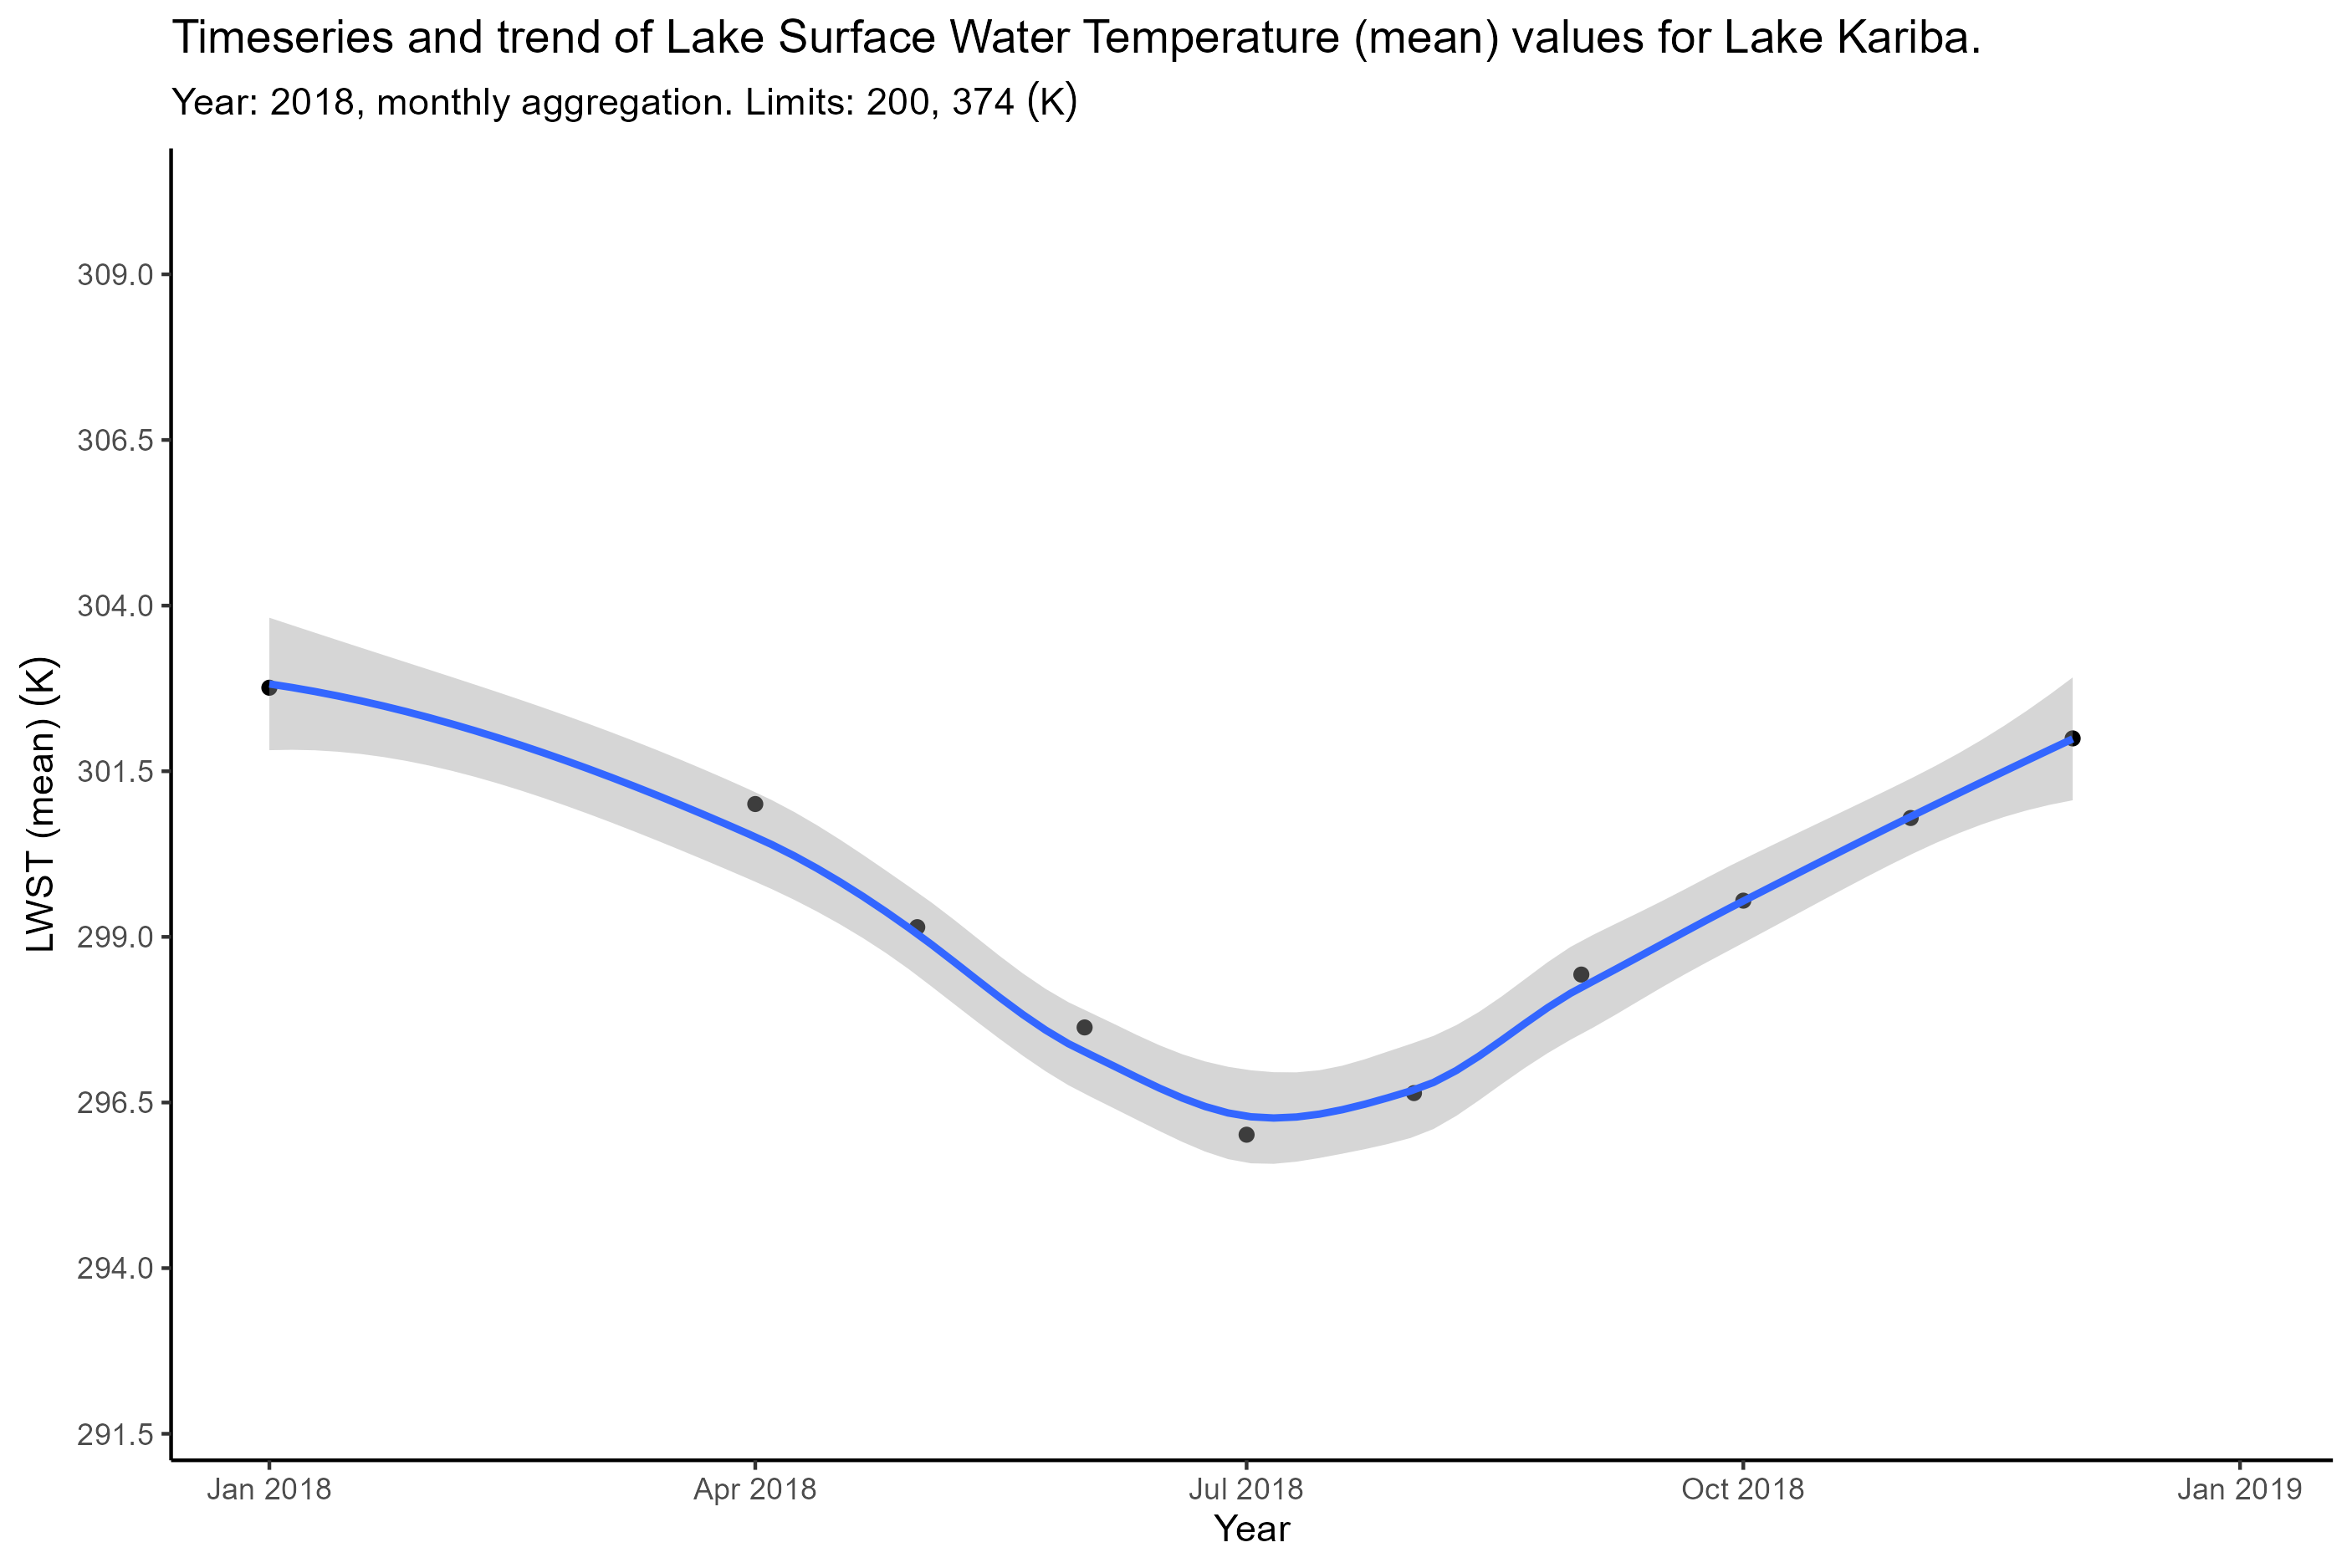 Timeseries and trend of Lake Surface Water Temperature (mean) values for Lake Kariba.
Year: 2018, monthly aggregation. Limits: 200, 374 (K)
LWST (mean) (K)
309.0
306.5
304.0
301.5
299.0
296.5
294.0
291.5
Jan 2018 Apr 2018 Jul 2018 Oct 2018 Jan 2019
Year